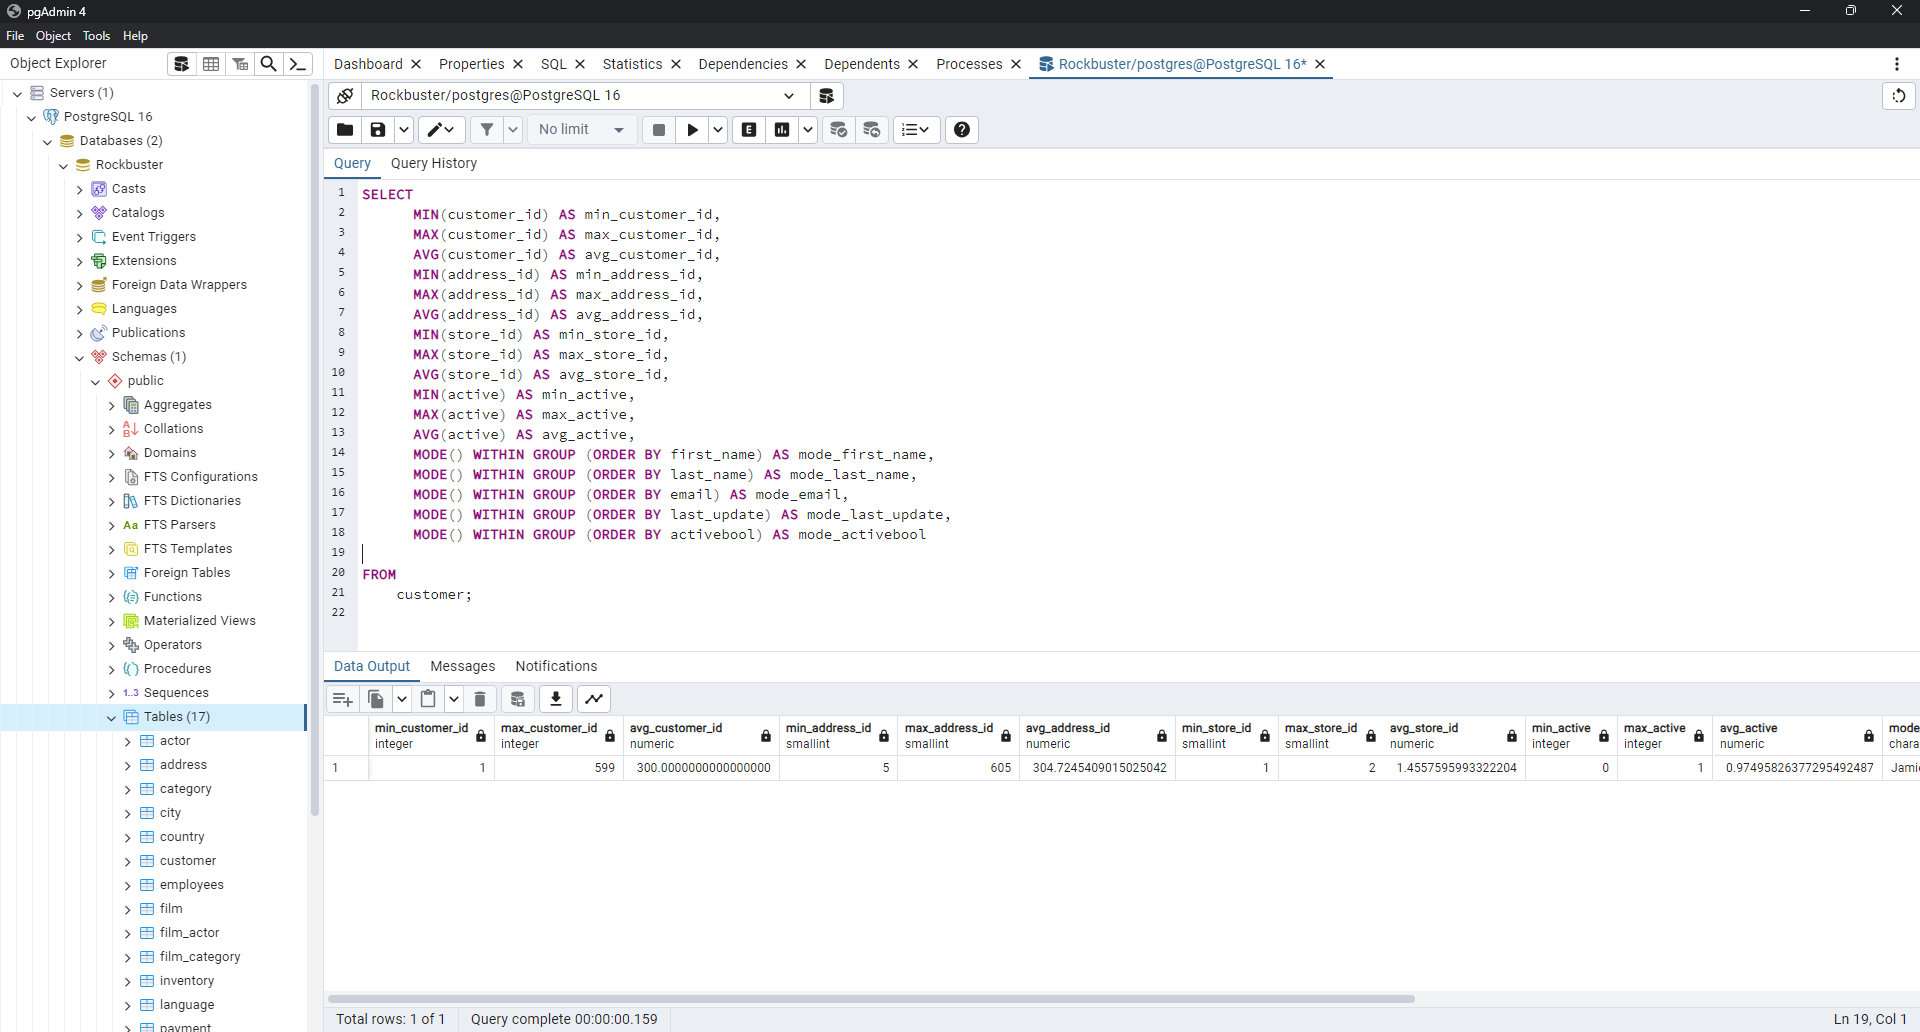 pgAdmin 4
File Object Tools Help
Object Explorer
Dashboard Properties SQL Statistics Dependencies Dependents Processes Rockbuster/postgres@PostgreSQL 16*
Servers (1)
PostgreSQL 16
Databases (2)
Rockbuster
Casts
Catalogs
Event Triggers
Extensions
Foreign Data Wrappers
Languages
Publications
Schemas (1)
public
Aggregates
Collations
Domains
FTS Configurations
FTS Dictionaries
Aa FTS Parsers
FTS Templates
Foreign Tables
Functions
Materialized Views
Operators
Procedures
1..3 Sequences
Tables (17)
actor
address
category
city
country
customer
employees
film
film_actor
film_category
inventory
language
payment
Rockbuster/postgres@PostgreSQL 16
No limit E
Query Query History
1 SELECT
2 MIN(customer_id) AS min_customer_id,
3 MAX(customer_id) AS max_customer_id,
4 AVG(customer_id) AS avg_customer_id,
5 MIN(address_id) AS min_address_id,
6 MAX(address_id) AS max_address_id,
7 AVG(address_id) AS avg_address_id,
8 MIN(store_id) AS min_store_id,
9 MAX(store_id) AS max_store_id,
10 AVG(store_id) AS avg_store_id,
11 MIN(active) AS min_active,
12 MAX(active) AS max_active,
13 AVG(active) AS avg_active,
14 MODE() WITHIN GROUP (ORDER BY first_name) AS mode_first_name,
15 MODE() WITHIN GROUP (ORDER BY last_name) AS mode_last_name,
16 MODE() WITHIN GROUP (ORDER BY email) AS mode_email,
17 MODE() WITHIN GROUP (ORDER BY last_update) AS mode_last_update,
18 MODE() WITHIN GROUP (ORDER BY activebool) AS mode_activebool
19
20 FROM
21 customer;
22
Data Output Messages Notifications
min_customer_id max_customer_id avg_customer_id min_address_id max_address_id avg_address_id min_store_id max_store_id avg_store_id min_active max_active avg_active mode
integer integer numeric smallint smallint numeric smallint smallint numeric integer integer numeric chara
1 1 599 300.0000000000000000 5 605 304.7245409015025042 1 2 1.4557595993322204 0 1 0.97495826377295492487 Jami
Total rows: 1 of 1 Query complete 00:00:00.159 Ln 19, Col 1